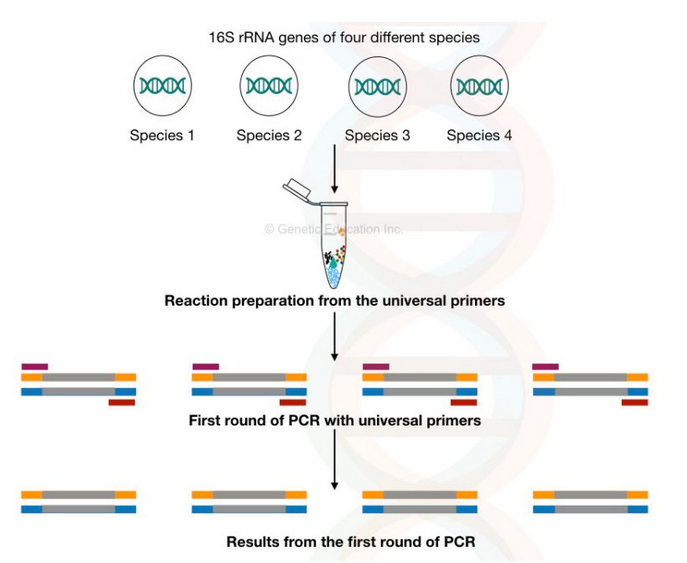 16S rRNA genes of four different species
Species 1 Species 2 Species 3 Species 4
© Genetic Education Inc.
Reaction preparation from the universal primers
First round of PCR with universal primers
Results from the first round of PCR